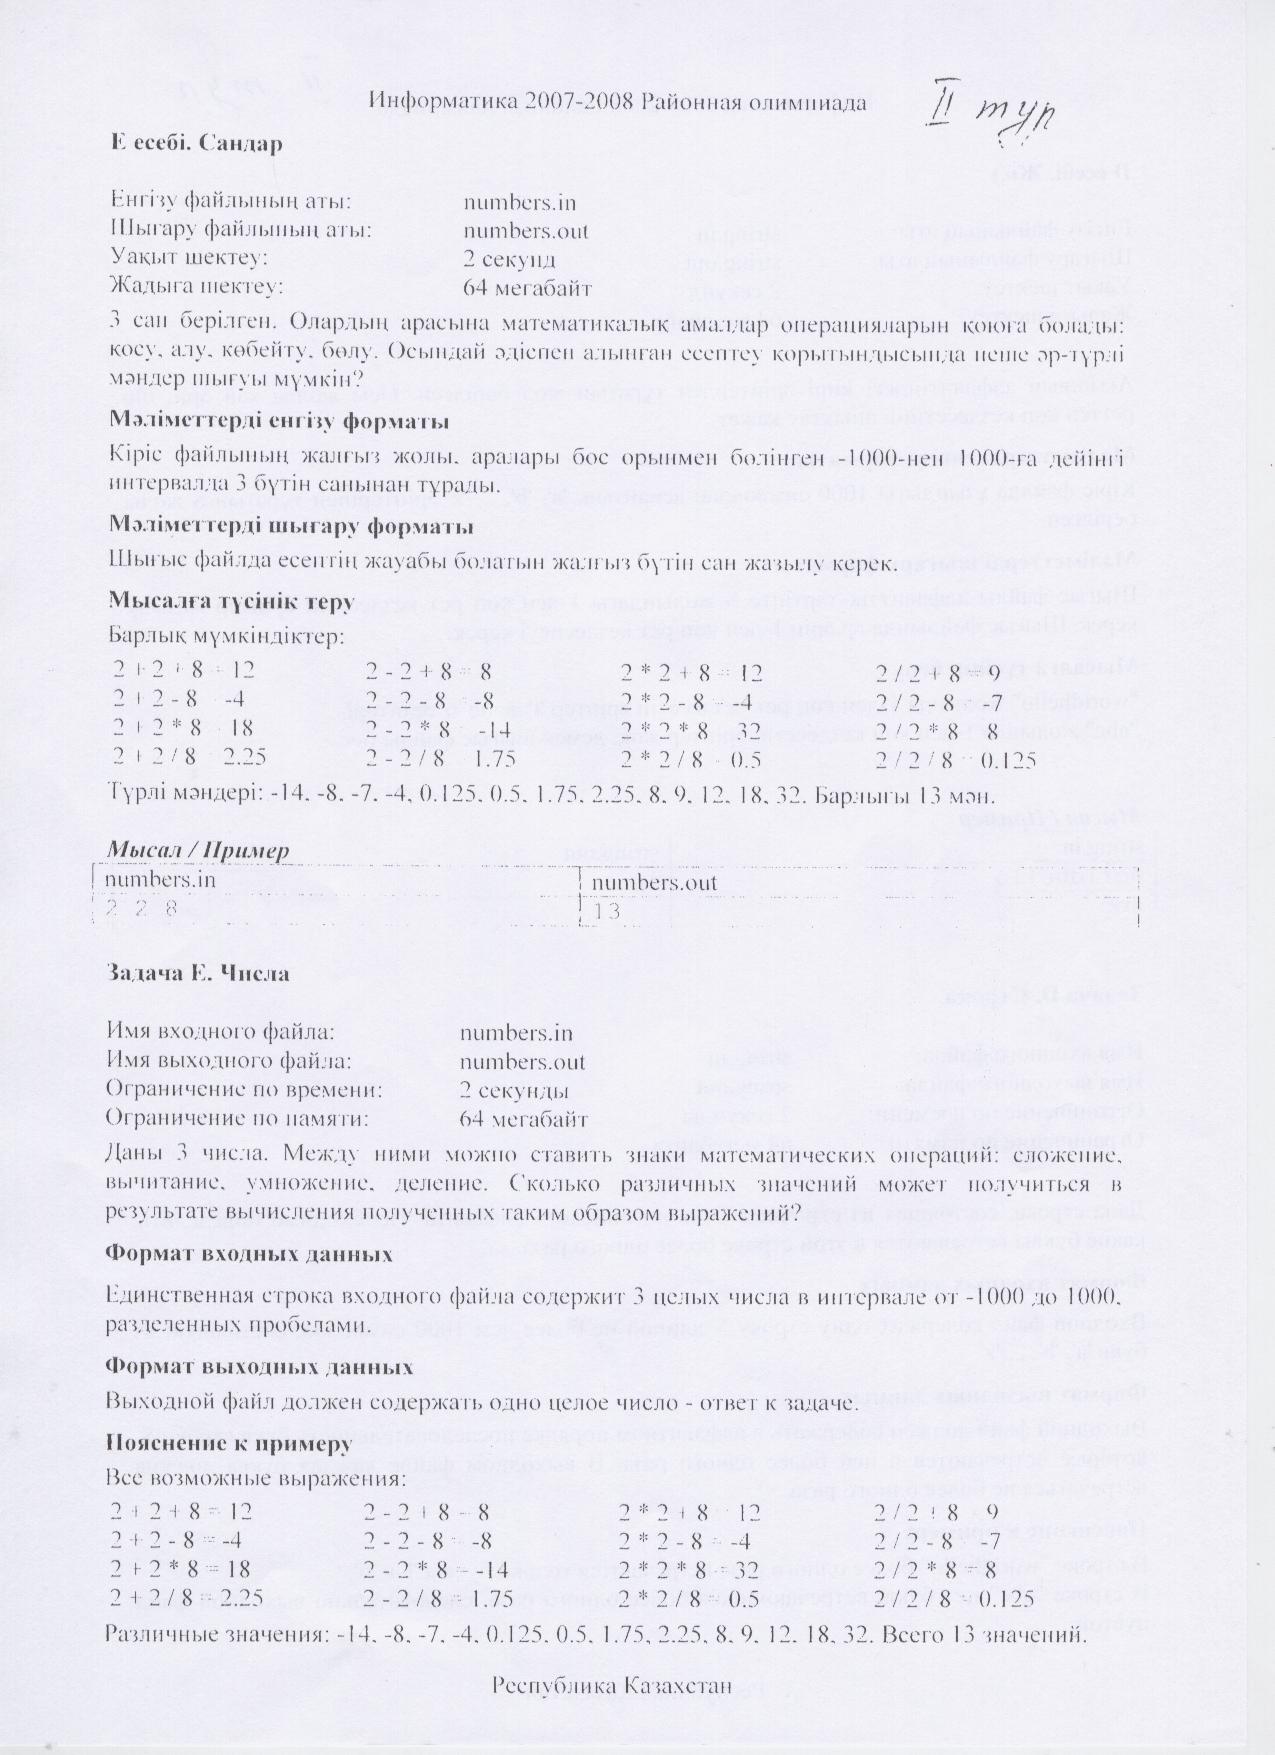 Информатика 2007-2008 Районная олимпиада
II тур
Е есебі. Сандар
Енгізу файлының аты: numbers.in
Шығару файлының аты: numbers.out
Уақыт шектеу: 2 секунд
Жадыға шектеу: 64 мегабайт
3 сан берілген. Олардың арасына математикалық амалдар операцияларын қоюға болады:
қосу, алу, көбейту, бөлу. Осындай әдіспен алынған есептеу қорытындысында неше әр-түрлі
мәндер шығуы мүмкін?
Мәліметтерді енгізу форматы
Кіріс файлының жалғыз жолы, аралары бос орынмен бөлінген -1000-нен 1000-ға дейінгі
интервалда 3 бүтін санынан тұрады.
Мәліметтерді шығару форматы
Шығыс файлда есептің жауабы болатын жалғыз бүтін сан жазылу керек.
Мысалға түсінік беру
Барлық мүмкіндіктер:
2 + 2 + 8 = 12 2 - 2 + 8 = 8 2 * 2 + 8 = 12 2 / 2 + 8 = 9
2 + 2 - 8 = -4 2 - 2 - 8 = -8 2 * 2 - 8 = -4 2 / 2 - 8 = -7
2 + 2 * 8 = 18 2 - 2 * 8 = -14 2 * 2 * 8 = 32 2 / 2 * 8 = 8
2 + 2 / 8 = 2.25 2 - 2 / 8 = 1.75 2 * 2 / 8 = 0.5 2 / 2 / 8 = 0.125
Түрлі мәндері: -14, -8, -7, -4, 0.125, 0.5, 1.75, 2.25, 8, 9, 12, 18, 32. Барлығы 13 мән.
Мысал / Пример
numbers.in numbers.out
2 2 8 13
Задача Е. Числа
Имя входного файла: numbers.in
Имя выходного файла: numbers.out
Ограничение по времени: 2 секунды
Ограничение по памяти: 64 мегабайт
Даны 3 числа. Между ними можно ставить знаки математических операций: сложение,
вычитание, умножение, деление. Сколько различных значений может получиться в
результате вычисления полученных таким образом выражений?
Формат входных данных
Единственная строка входного файла содержит 3 целых числа в интервале от -1000 до 1000,
разделенных пробелами.
Формат выходных данных
Выходной файл должен содержать одно целое число - ответ к задаче.
Пояснение к примеру
Все возможные выражения:
2 + 2 + 8 = 12 2 - 2 + 8 = 8 2 * 2 + 8 = 12 2 / 2 + 8 = 9
2 + 2 - 8 = -4 2 - 2 - 8 = -8 2 * 2 - 8 = -4 2 / 2 - 8 = -7
2 + 2 * 8 = 18 2 - 2 * 8 = -14 2 * 2 * 8 = 32 2 / 2 * 8 = 8
2 + 2 / 8 = 2.25 2 - 2 / 8 = 1.75 2 * 2 / 8 = 0.5 2 / 2 / 8 = 0.125
Различные значения: -14, -8, -7, -4, 0.125, 0.5, 1.75, 2.25, 8, 9, 12, 18, 32. Всего 13 значений.
Республика Казахстан